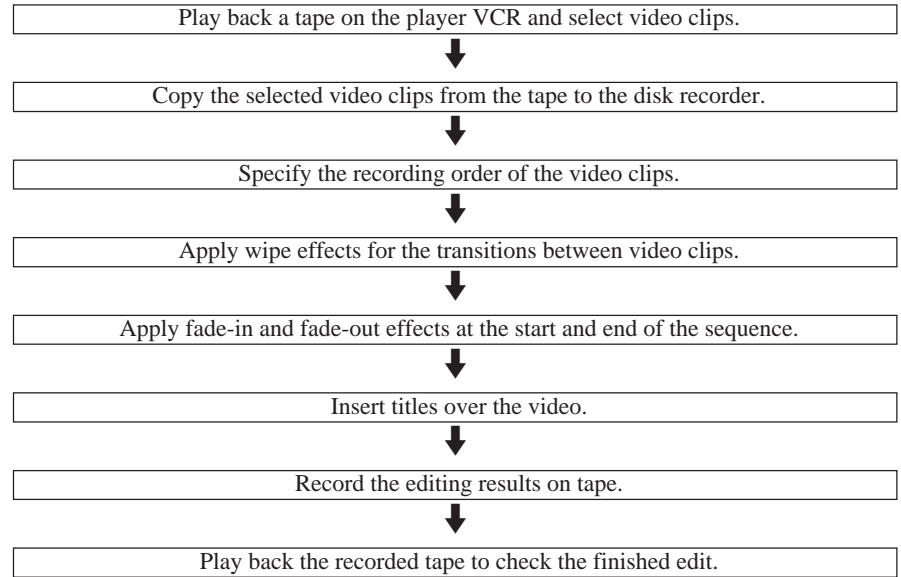 Play back a tape on the player VCR and select video clips.
Copy the selected video clips from the tape to the disk recorder.
Specify the recording order of the video clips.
Apply wipe effects for the transitions between video clips.
Apply fade-in and fade-out effects at the start and end of the sequence.
Insert titles over the video.
Record the editing results on tape.
Play back the recorded tape to check the finished edit.